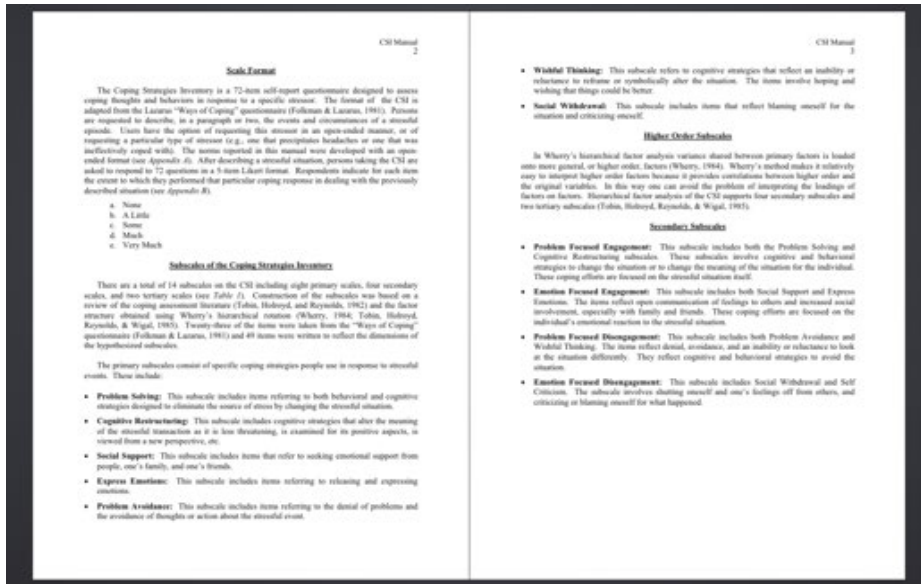 CSI Manual
2
Scale Format
The Coping Strategies Inventory is a 72-item self-report questionnaire designed to assess
coping thoughts and behaviors in response to a specific stressor. The format of the CSI is
adapted from the Lazarus "Ways of Coping" questionnaire (Folkman & Lazarus, 1981). Persons
are requested to describe, in a paragraph or two, the events and circumstances of a stressful
episode. Users have the option of requesting this stressor in an open-ended manner, or of
requesting a particular type of stressor (e.g., one that precipitates headaches or one that was
ineffectively coped with). The norms reported in this manual were developed with an open-
ended format (see Appendix A). After describing a stressful situation, persons taking the CSI are
asked to respond to 72 questions in a 5-item Likert format. Respondents indicate for each item
the extent to which they performed that particular coping response in dealing with the previously
described situation (see Appendix B).
a. None
b. A Little
c. Some
d. Much
e. Very Much
Subscales of the Coping Strategies Inventory
There are a total of 14 subscales on the CSI including eight primary scales, four secondary
scales, and two tertiary scales (see Table 1). Construction of the subscales was based on a
review of the coping assessment literature (Tobin, Holroyd, and Reynolds, 1982) and the factor
structure obtained using Wherry's hierarchical rotation (Wherry, 1984; Tobin, Holroyd,
Reynolds, & Wigal, 1985). Twenty-three of the items were taken from the "Ways of Coping"
questionnaire (Folkman & Lazarus, 1981) and 49 items were written to reflect the dimensions of
the hypothesized subscales.
The primary subscales consist of specific coping strategies people use in response to stressful
events. These include:
• Problem Solving: This subscale includes items referring to both behavioral and cognitive
strategies designed to eliminate the source of stress by changing the stressful situation.
• Cognitive Restructuring: This subscale includes cognitive strategies that alter the meaning
of the stressful transaction as it is less threatening, is examined for its positive aspects, is
viewed from a new perspective, etc.
• Social Support: This subscale includes items that refer to seeking emotional support from
people, one's family, and one's friends.
• Express Emotions: This subscale includes items referring to releasing and expressing
emotions.
• Problem Avoidance: This subscale includes items referring to the denial of problems and
the avoidance of thoughts or action about the stressful event.
CSI Manual
3
• Wishful Thinking: This subscale refers to cognitive strategies that reflect an inability or
reluctance to reframe or symbolically alter the situation. The items involve hoping and
wishing that things could be better.
• Social Withdrawal: This subscale includes items that reflect blaming oneself for the
situation and criticizing oneself.
Higher Order Subscales
In Wherry's hierarchical factor analysis variance shared between primary factors is loaded
onto more general, or higher order, factors (Wherry, 1984). Wherry's method makes it relatively
easy to interpret higher order factors because it provides correlations between higher order and
the original variables. In this way one can avoid the problem of interpreting the loadings of
factors on factors. Hierarchical factor analysis of the CSI supports four secondary subscales and
two tertiary subscales (Tobin, Holroyd, Reynolds, & Wigal, 1985).
Secondary Subscales
• Problem Focused Engagement: This subscale includes both the Problem Solving and
Cognitive Restructuring subscales. These subscales involve cognitive and behavioral
strategies to change the situation or to change the meaning of the situation for the individual.
These coping efforts are focused on the stressful situation itself.
• Emotion Focused Engagement: This subscale includes both Social Support and Express
Emotions. The items reflect open communication of feelings to others and increased social
involvement, especially with family and friends. These coping efforts are focused on the
individual's emotional reaction to the stressful situation.
• Problem Focused Disengagement: This subscale includes both Problem Avoidance and
Wishful Thinking. The items reflect denial, avoidance, and an inability or reluctance to look
at the situation differently. They reflect cognitive and behavioral strategies to avoid the
situation.
• Emotion Focused Disengagement: This subscale includes Social Withdrawal and Self
Criticism. The subscale involves shutting oneself and one's feelings off from others, and
criticizing or blaming oneself for what happened.